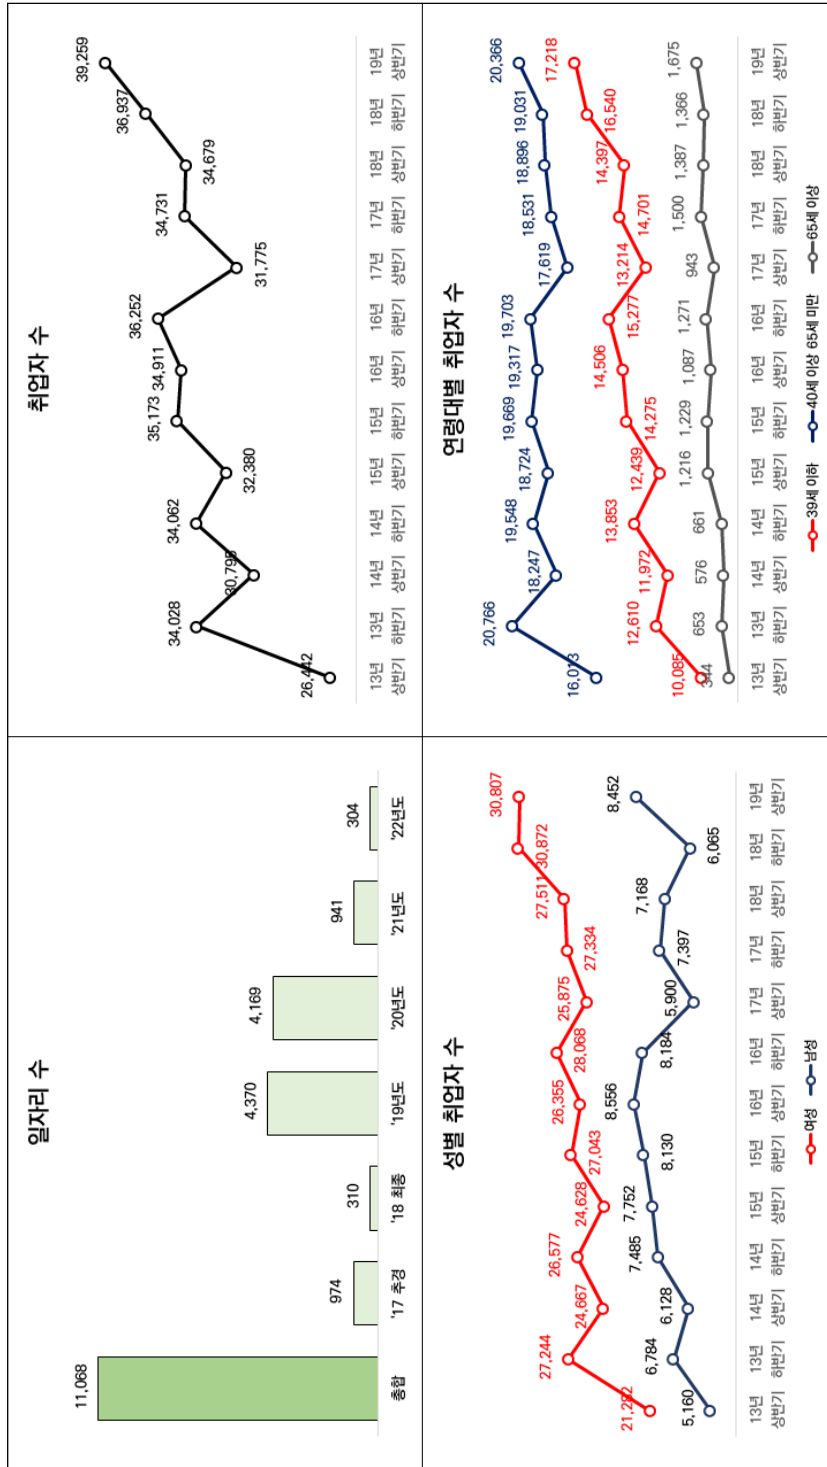 일자리 수
11,068
974
310
4,370
4,169
941
304
총합
'17 추경
'18 최종
'19년도
'20년도
'21년도
'22년도
취업자 수
26,442
34,028
30,795
34,062
32,380
35,173
34,911
36,252
31,775
34,731
34,679
36,937
39,259
13년 상반기
13년 하반기
14년 상반기
14년 하반기
15년 상반기
15년 하반기
16년 상반기
16년 하반기
17년 상반기
17년 하반기
18년 상반기
18년 하반기
19년 상반기
성별 취업자 수
21,282
27,244
24,667
26,577
24,628
27,043
26,355
28,068
25,875
27,334
27,511
30,872
30,807
5,160
6,784
6,128
7,485
7,752
8,130
8,556
8,184
5,900
7,397
7,168
6,065
8,452
13년 상반기
13년 하반기
14년 상반기
14년 하반기
15년 상반기
15년 하반기
16년 상반기
16년 하반기
17년 상반기
17년 하반기
18년 상반기
18년 하반기
19년 상반기
여성 남성
연령대별 취업자 수
16,013
20,766
18,247
19,548
18,724
19,669
19,317
19,703
17,619
18,531
18,896
19,031
20,366
10,085
12,610
11,972
13,853
12,439
14,275
14,506
15,277
13,214
14,701
14,397
16,540
17,218
344
653
576
661
1,216
1,229
1,087
1,271
943
1,500
1,387
1,366
1,675
13년 상반기
13년 하반기
14년 상반기
14년 하반기
15년 상반기
15년 하반기
16년 상반기
16년 하반기
17년 상반기
17년 하반기
18년 상반기
18년 하반기
19년 상반기
39세 이하 40세 이상 65세 미만 65세 이상